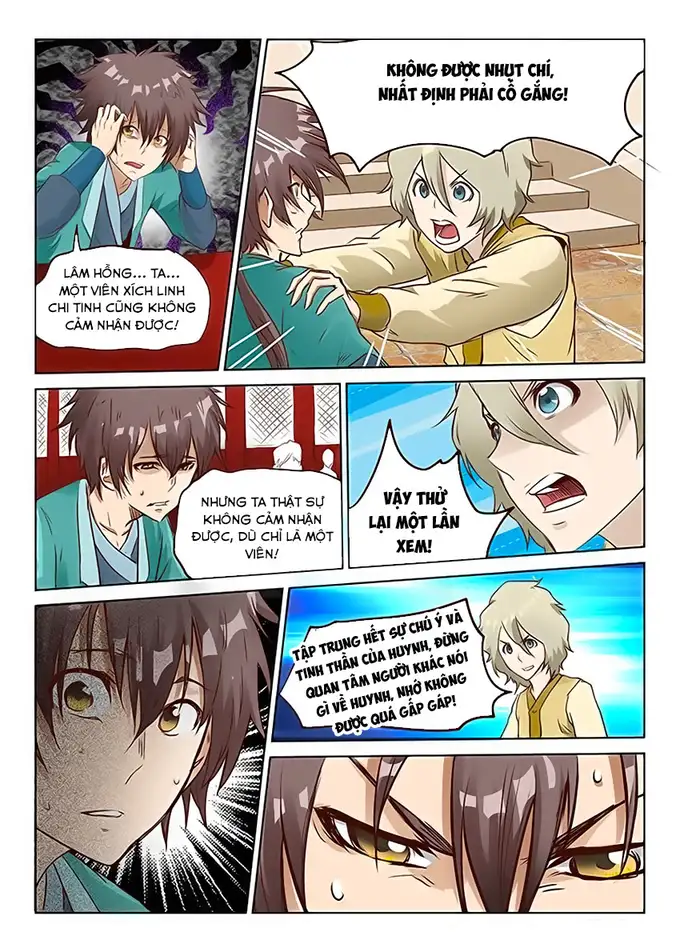 LÂM HỒNG... TA...
MỘT VIÊN XÍCH LINH
CHI TINH CŨNG KHÔNG
CẢM NHẬN ĐƯỢC!
KHÔNG ĐƯỢC NHỤT CHÍ,
NHẤT ĐỊNH PHẢI CỐ GẮNG!
NHƯNG TA THẬT SỰ
KHÔNG CẢM NHẬN
ĐƯỢC, DÙ CHỈ LÀ MỘT
VIÊN!
VẬY THỬ
LẠI MỘT LẦN
XEM!
TẬP TRUNG HẾT SỰ CHÚ Ý VÀ
TINH THẦN CỦA HUYNH, ĐỪNG
QUAN TÂM NGƯỜI KHÁC NÓI
GÌ VỀ HUYNH, NHỚ KHÔNG
ĐƯỢC QUÁ GẤP GÁP!